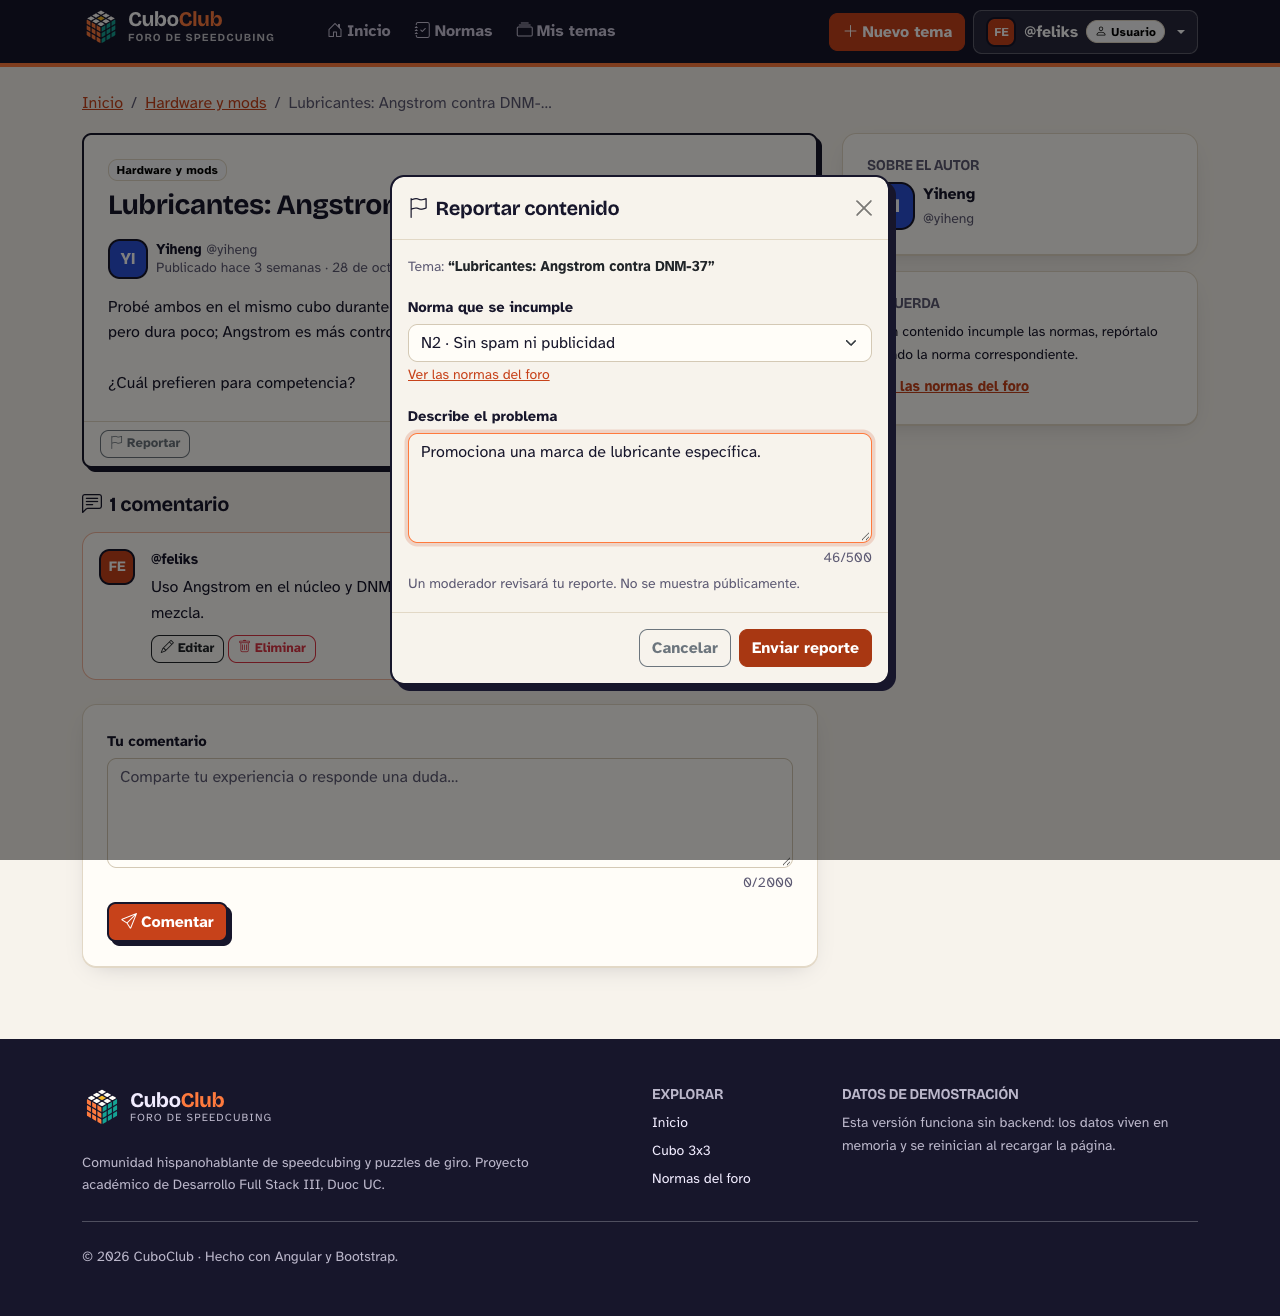 CuboClub
FORO DE SPEEDCUBING
Inicio
Normas
Mis temas
Nuevo tema
FE
@feliks
Usuario
Inicio / Hardware y mods / Lubricantes: Angstrom contra DNM-...
Hardware y mods
Lubricantes: Angstrom
YI
Yiheng @yiheng
Publicado hace 3 semanas · 28 de oct
Probé ambos en el mismo cubo durante
pero dura poco; Angstrom es más contro
¿Cuál prefieren para competencia?
Reportar
SOBRE EL AUTOR
Yiheng
@yiheng
contenido incumple las normas, repórtalo
la norma correspondiente.
las normas del foro
Reportar contenido
Tema: “Lubricantes: Angstrom contra DNM-37”
Norma que se incumple
N2 · Sin spam ni publicidad
Ver las normas del foro
Describe el problema
Promociona una marca de lubricante específica.
46/500
Un moderador revisará tu reporte. No se muestra públicamente.
Cancelar
Enviar reporte
1 comentario
FE
@feliks
Uso Angstrom en el núcleo y DNM
mezcla.
Editar
Eliminar
Tu comentario
Comparte tu experiencia o responde una duda...
0/2000
Comentar
CuboClub
FORO DE SPEEDCUBING
Comunidad hispanohablante de speedcubing y puzzles de giro. Proyecto
académico de Desarrollo Full Stack III, Duoc UC.
EXPLORAR
Inicio
Cubo 3x3
Normas del foro
DATOS DE DEMOSTRACIÓN
Esta versión funciona sin backend: los datos viven en
memoria y se reinician al recargar la página.
© 2026 CuboClub · Hecho con Angular y Bootstrap.